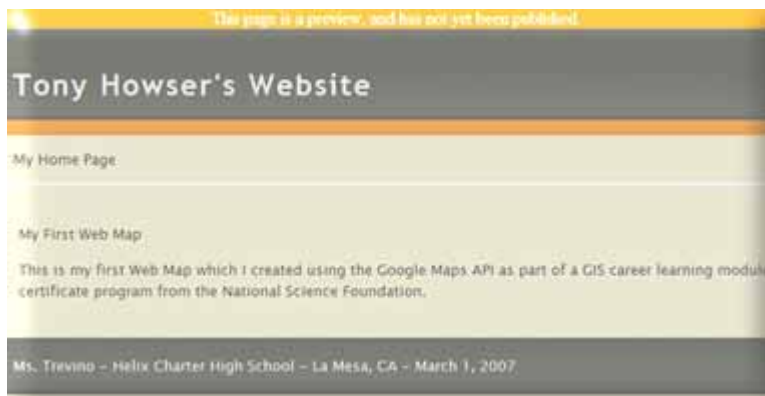 This page is a preview, and has not yet been published.
Tony Howser's Website
My Home Page
My First Web Map
This is my first Web Map which I created using the Google Maps API as part of a GIS career learning
certificate program from the National Science Foundation.
Ms. Trevino – Helix Charter High School – La Mesa, CA – March 1, 2007